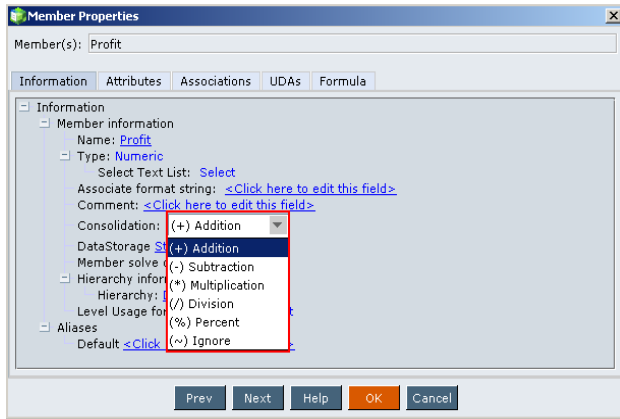 Member Properties
Member(s): Profit
Information Attributes Associations UDAs Formula
Information
Member information
Name: Profit
Type: Numeric
Select Text List: Select
Associate format string: <Click here to edit this field>
Comment: <Click here to edit this field>
Consolidation: (+) Addition
DataStorage
(+) Addition
Member solve
(-) Subtraction
Hierarchy
(*) Multiplication
Hierarchy:
(/) Division
Level Usage for
(%) Percent
Aliases
Default <Click
(~) Ignore
Prev Next Help OK Cancel